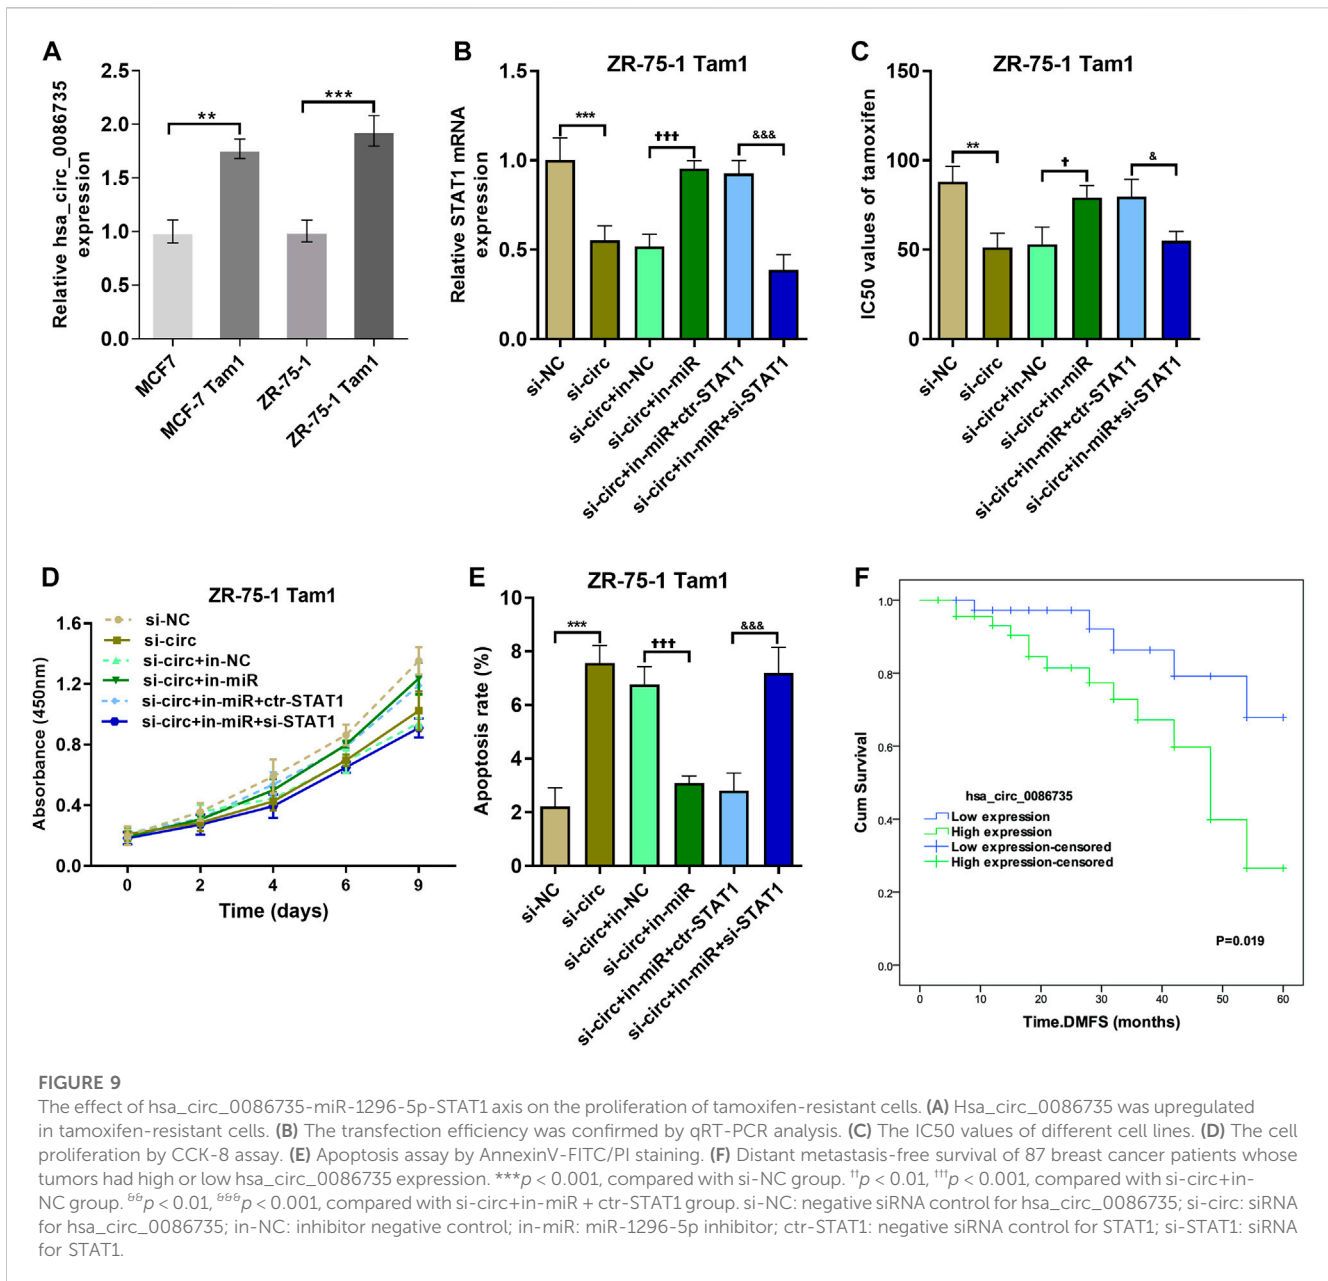 A
Relative hsa_circ_0086735
expression
2.5
2.0
1.5
1.0
0.5
0.0
**
***
MCF7
MCF-7 Tam1
ZR-75-1
ZR-75-1 Tam1
B
ZR-75-1 Tam1
Relative STAT1 mRNA
expression
1.5
1.0
0.5
0.0
***
†††
&&&
si-NC
si-circ
si-circ+in-NC
si-circ+in-miR
si-circ+in-miR+ctr-STAT1
si-circ+in-miR+si-STAT1
C
ZR-75-1 Tam1
IC50 values of tamoxifen
150
100
50
0
**
†
&
si-NC
si-circ
si-circ+in-NC
si-circ+in-miR
si-circ+in-miR+ctr-STAT1
si-circ+in-miR+si-STAT1
D
ZR-75-1 Tam1
Absorbance (450nm)
1.6
1.2
0.8
0.4
0.0
si-NC
si-circ
si-circ+in-NC
si-circ+in-miR
si-circ+in-miR+ctr-STAT1
si-circ+in-miR+si-STAT1
0 2 4 6 9
Time (days)
E
ZR-75-1 Tam1
Apoptosis rate (%)
10
8
6
4
2
0
***
†††
&&&
si-NC
si-circ
si-circ+in-NC
si-circ+in-miR
si-circ+in-miR+ctr-STAT1
si-circ+in-miR+si-STAT1
F
Cum Survival
1.0
0.8
0.6
0.4
0.2
0.0
hsa_circ_0086735
Low expression
High expression
Low expression-censored
High expression-censored
P=0.019
0 10 20 30 40 50 60
Time.DMFS (months)
FIGURE 9
The effect of hsa_circ_0086735-miR-1296-5p-STAT1 axis on the proliferation of tamoxifen-resistant cells. (A) Hsa_circ_0086735 was upregulated
in tamoxifen-resistant cells. (B) The transfection efficiency was confirmed by qRT-PCR analysis. (C) The IC50 values of different cell lines. (D) The cell
proliferation by CCK-8 assay. (E) Apoptosis assay by AnnexinV-FITC/PI staining. (F) Distant metastasis-free survival of 87 breast cancer patients whose
tumors had high or low hsa_circ_0086735 expression. ***p < 0.001, compared with si-NC group. ††p < 0.01, †††p < 0.001, compared with si-circ+in-
NC group. &&p < 0.01, &&&p < 0.001, compared with si-circ+in-miR + ctr-STAT1 group. si-NC: negative siRNA control for hsa_circ_0086735; si-circ: siRNA
for hsa_circ_0086735; in-NC: inhibitor negative control; in-miR: miR-1296-5p inhibitor; ctr-STAT1: negative siRNA control for STAT1; si-STAT1: siRNA
for STAT1.